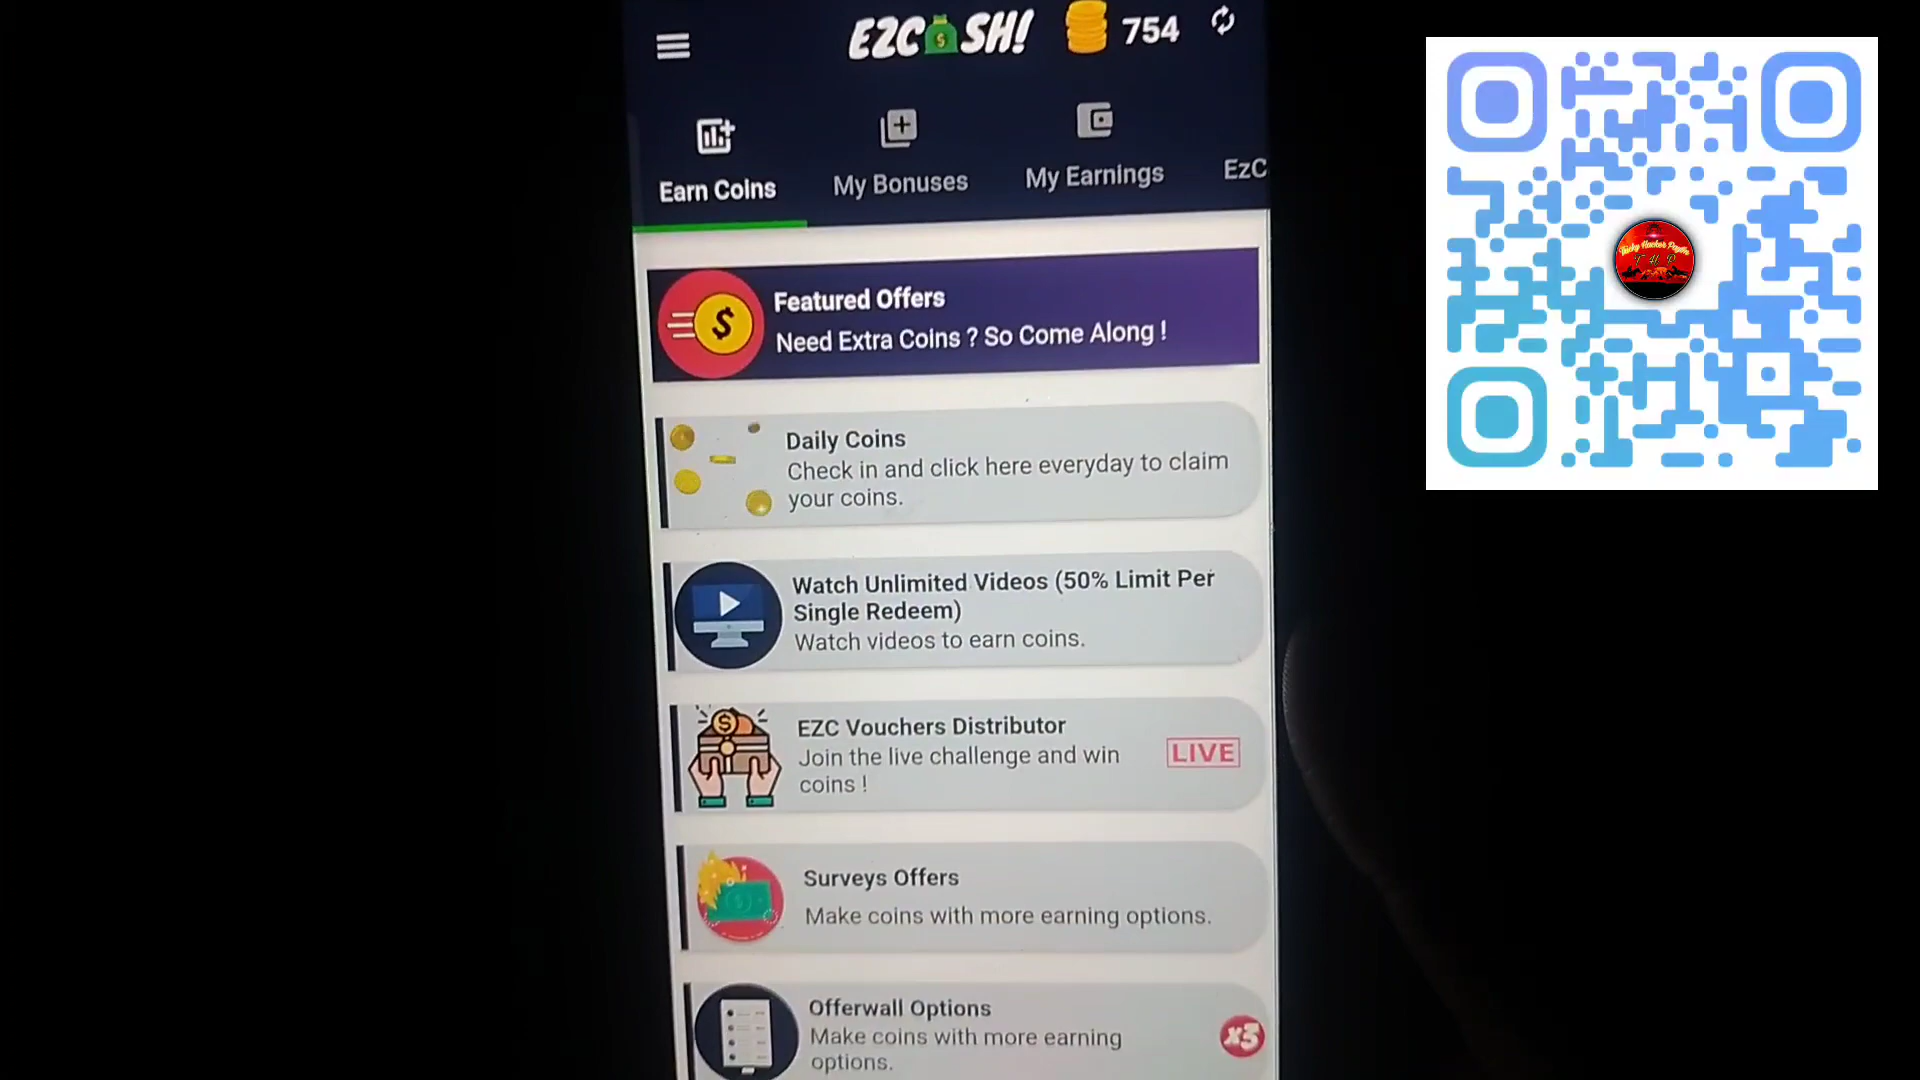 EZCASH!
754
Earn Coins
My Bonuses
My Earnings
EzC
Featured Offers
Need Extra Coins ? So Come Along !
Daily Coins
Check in and click here everyday to claim
your coins.
Watch Unlimited Videos (50% Limit Per
Single Redeem)
Watch videos to earn coins.
EZC Vouchers Distributor
Join the live challenge and win
coins !
LIVE
Surveys Offers
Make coins with more earning options.
Offerwall Options
Make coins with more earning
options.
x3